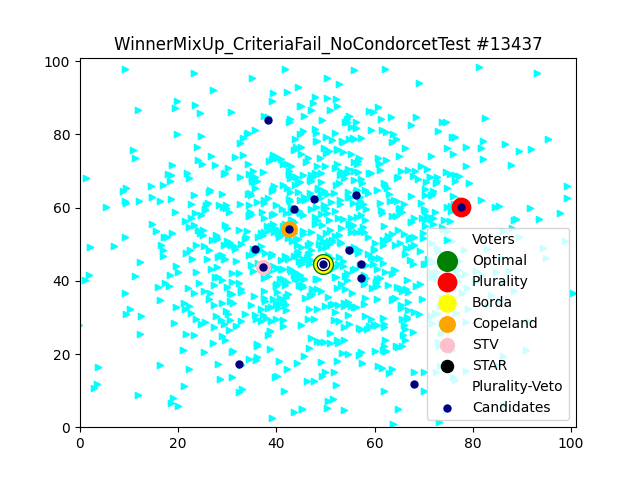 WinnerMixUp_CriteriaFail_NoCondorcetTest #13437
100
80
60
40
20
0
0
20
40
60
80
100
Voters
Optimal
Plurality
Borda
Copeland
STV
STAR
Plurality-Veto
Candidates